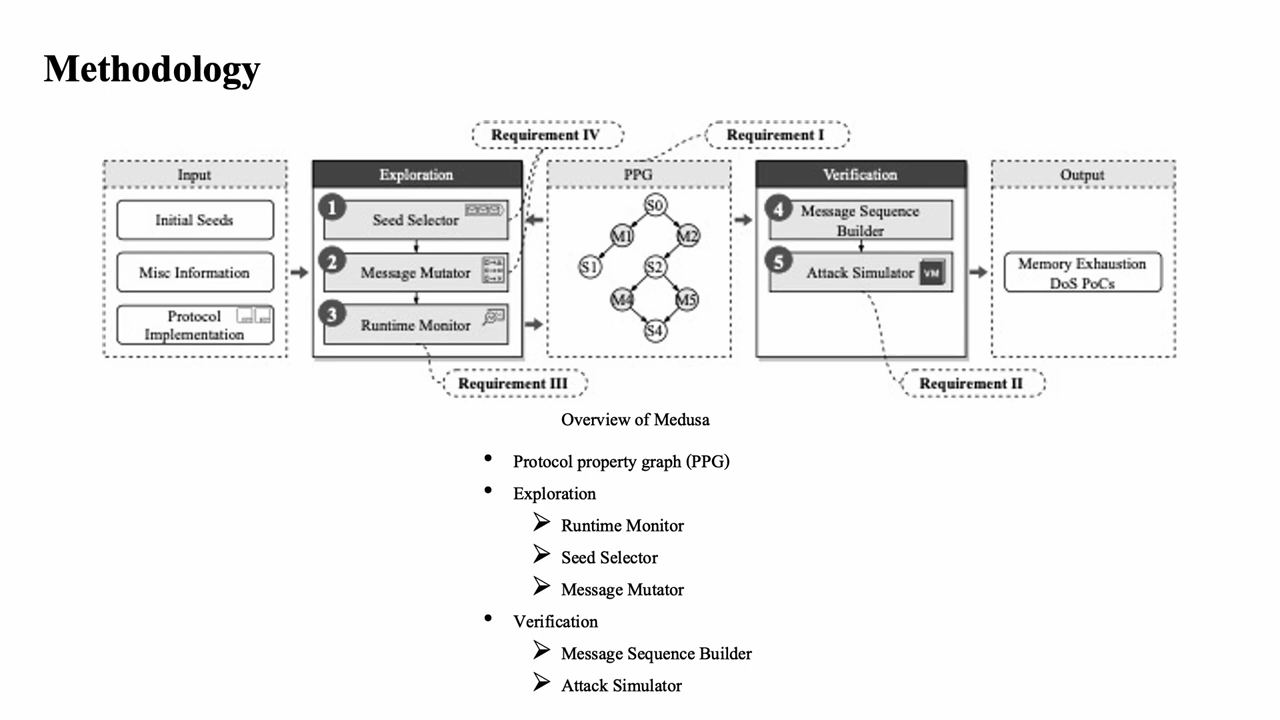 Methodology
Requirement IV
Requirement I
Input
Exploration
PPG
Verification
Output
Initial Seeds
Misc Information
Protocol
Implementation
1
Seed Selector
2
Message Mutator
3
Runtime Monitor
S0
M1
M2
S1
S2
M4
M5
S4
4
Message Sequence
Builder
5
Attack Simulator
VM
Memory Exhaustion
DoS PoCs
Requirement III
Requirement II
Overview of Medusa
• Protocol property graph (PPG)
• Exploration
➢ Runtime Monitor
➢ Seed Selector
➢ Message Mutator
• Verification
➢ Message Sequence Builder
➢ Attack Simulator